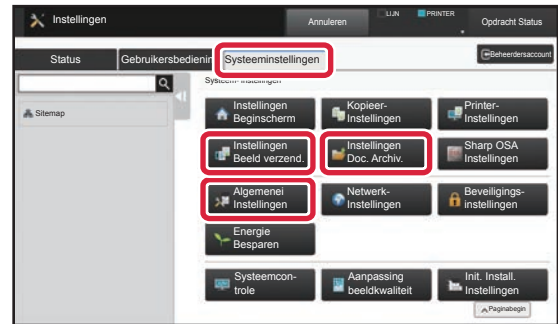 Instellingen
Annuleren
LIJN
PRINTER
Opdracht Status
Status
Gebruikersbedienin
Systeeminstellingen
Beheerdersaccount
Systeem- Instellingen
Sitemap
Instellingen
Beginscherm
Kopieer-
Instellingen
Printer-
Instellingen
Instellingen
Beeld verzend.
Instellingen
Doc. Archiv.
Sharp OSA
Instellingen
Algemenei
Instellingen
Netwerk-
Instellingen
Beveiligings-
instellingen
Energie
Besparen
Systeemcon-
trole
Aanpassing
beeldkwaliteit
Init. Install.
Instellingen
Paginabegin